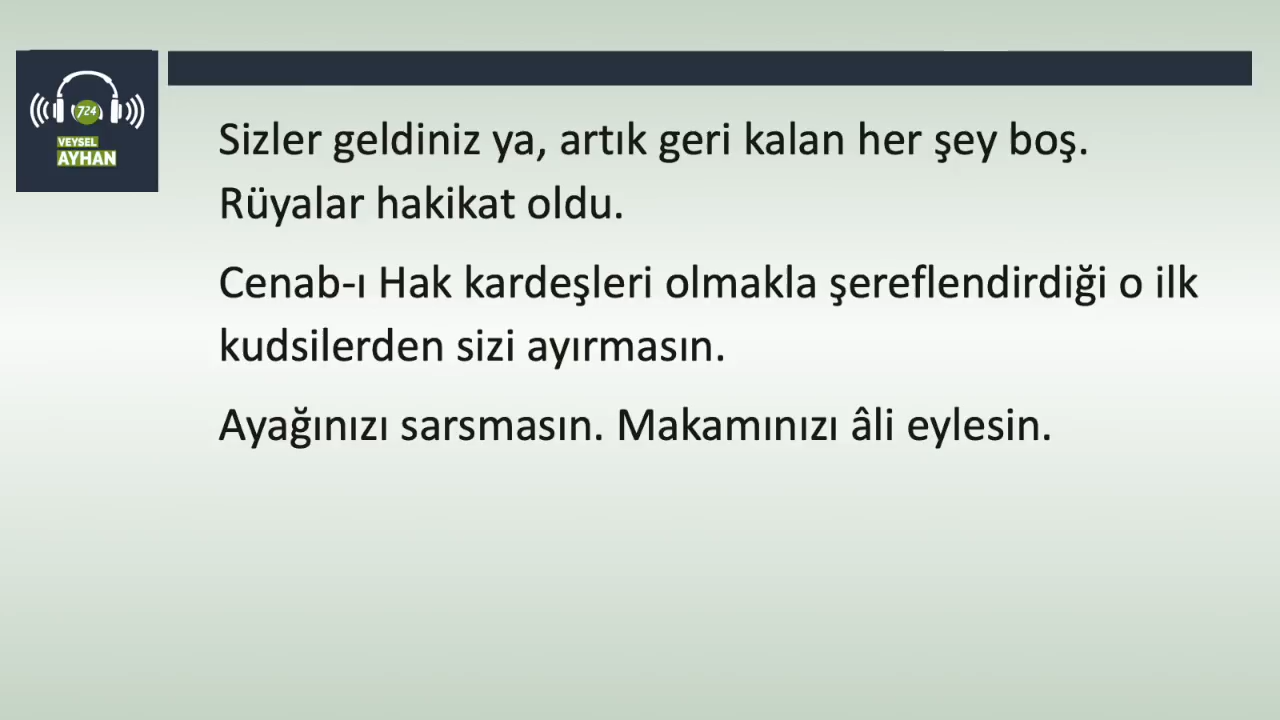 724
VEYSEL
AYHAN
Sizler geldiniz ya, artık geri kalan her şey boş.
Rüyalar hakikat oldu.
Cenab-ı Hak kardeşleri olmakla şereflendirdiği o ilk
kudsilerden sizi ayırmasın.
Ayağınızı sarsmasın. Makamınızı âli eylesin.